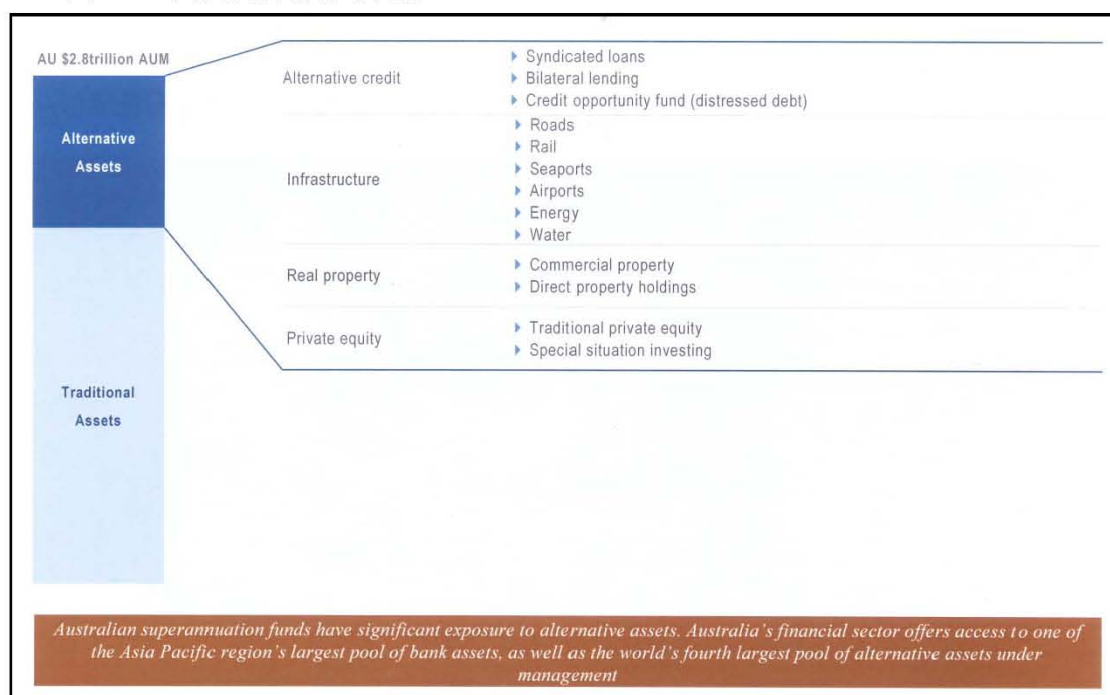 AU $2.8trillion AUM
Alternative
Assets
Traditional
Assets
Alternative credit
Syndicated loans
Bilateral lending
Credit opportunity fund (distressed debt)
Infrastructure
Roads
Rail
Seaports
Airports
Energy
Water
Real property
Commercial property
Direct property holdings
Private equity
Traditional private equity
Special situation investing
Australian superannuation funds have significant exposure to alternative assets. Australia's financial sector offers access to one of
the Asia Pacific region's largest pool of bank assets, as well as the world's fourth largest pool of alternative assets under
management